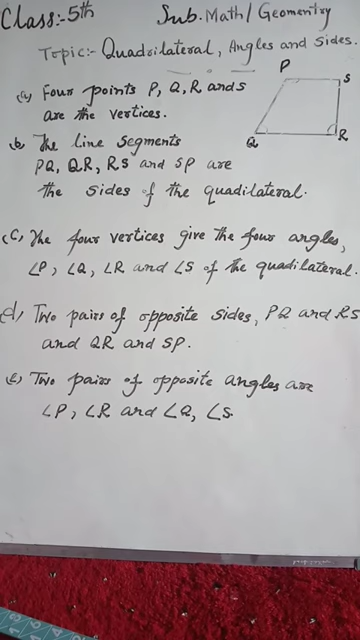 Class:- 5th Sub. Math/Geomentry
Topic:- Quadrilateral, Angles and Sides.
P
S
Q
R
(a) Four points P, Q, R and S
are the vertices.
b, The line segments
PQ, QR, RS and SP are
the sides of the quadilateral.
(c, The four vertices give the four angles,
∠P, ∠Q, ∠R and ∠S of the quadilateral.
d, Two pairs of opposite sides, PQ and RS
and QR and SP.
(e) Two pairs of opposite angles are
∠P, ∠R and ∠Q, ∠S.